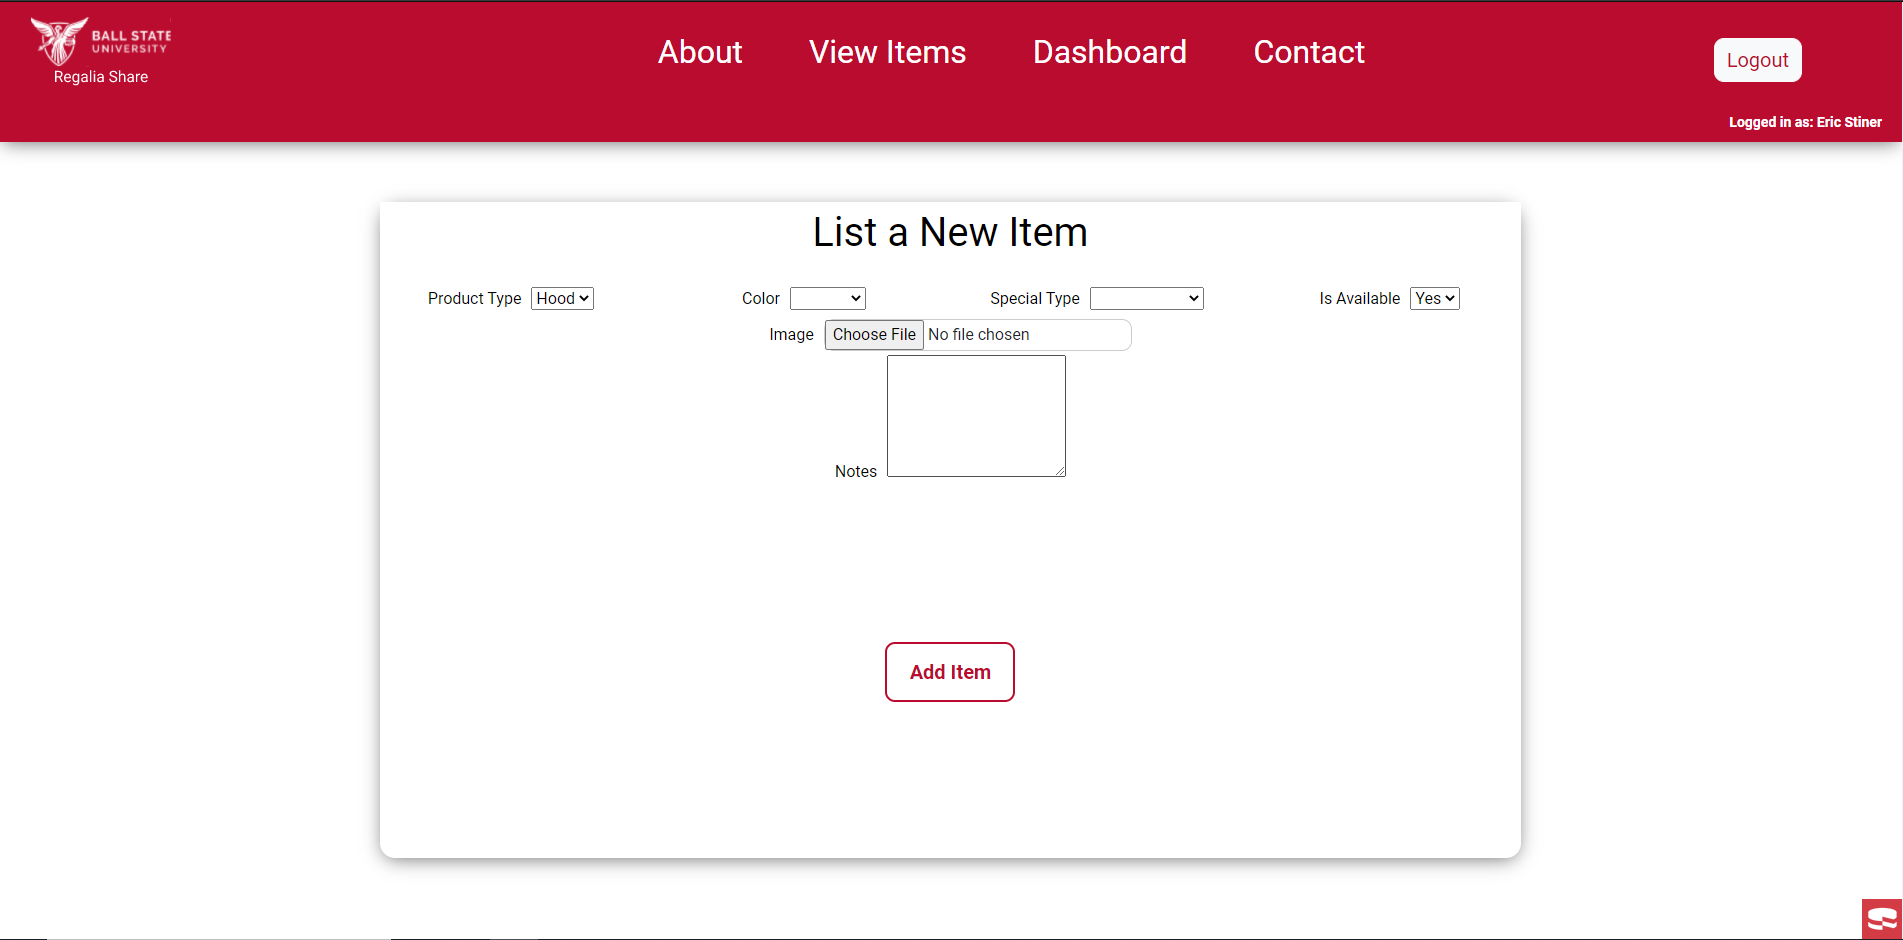 BALL STATE
UNIVERSITY
Regalia Share
About View Items Dashboard Contact
Logout
Logged in as: Eric Stiner
List a New Item
Product Type Hood Color Special Type Is Available Yes
Image Choose File No file chosen
Notes
Add Item